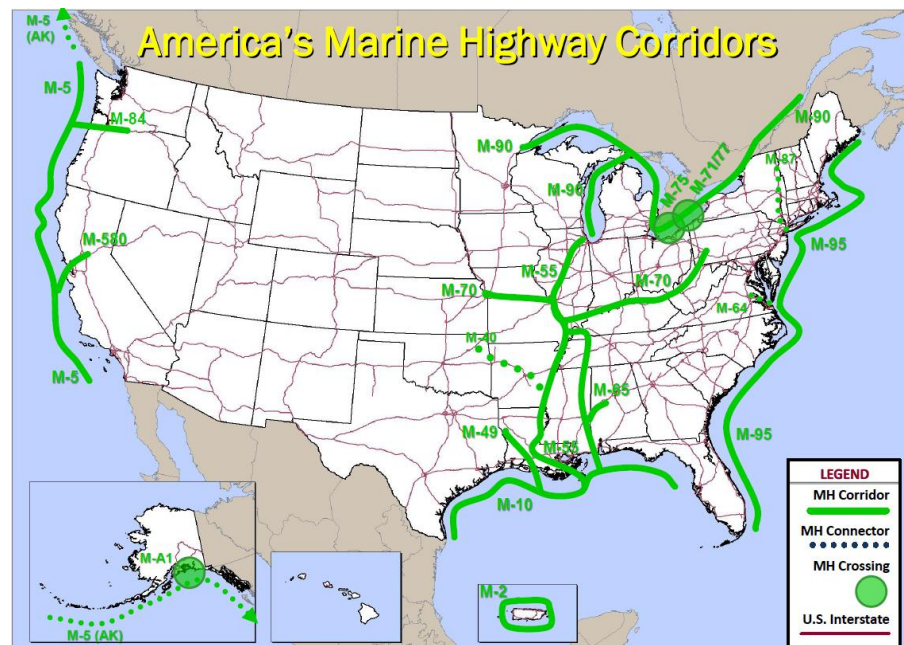 America's Marine Highway Corridors
M-5
(AK)
M-5
M-84
M-90
M-90
M-87
M-75
M-71/77
M-90
M-580
M-55
M-95
M-70
M-70
M-64
M-40
M-5
M-65
M-49
M-55
M-95
M-10
LEGEND
MH Corridor
MH Connector
MH Crossing
U.S. Interstate
M-A1
M-5 (AK)
M-2